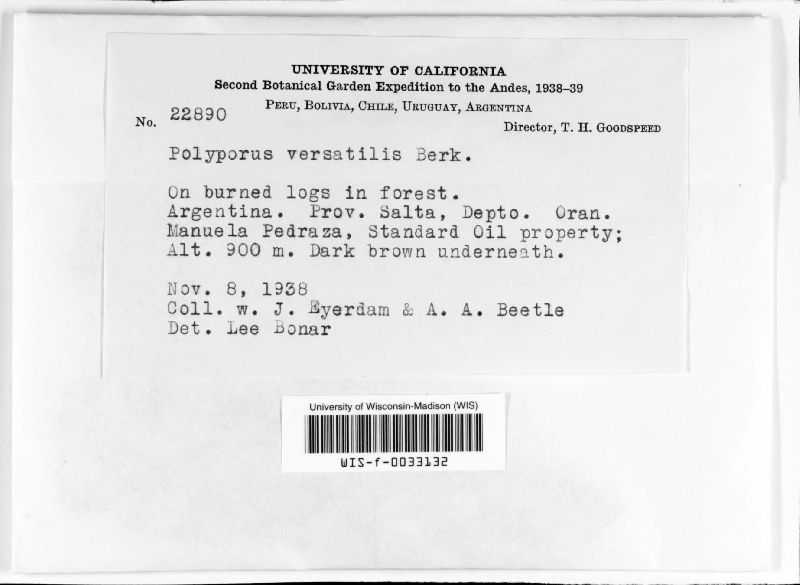 UNIVERSITY OF CALIFORNIA
Second Botanical Garden Expedition to the Andes, 1938–39
PERU, BOLIVIA, CHILE, URUGUAY, ARGENTINA
No. 22890
Director, T. H. GOODSPEED
Polyporus versatilis Berk.
On burned logs in forest.
Argentina. Prov. Salta, Depto. Oran.
Manuela Pedraza, Standard Oil property;
Alt. 900 m. Dark brown underneath.
Nov. 8, 1938
Coll. w. J. Eyerdam & A. A. Beetle
Det. Lee Bonar
University of Wisconsin-Madison (WIS)
WIS-f-0033132